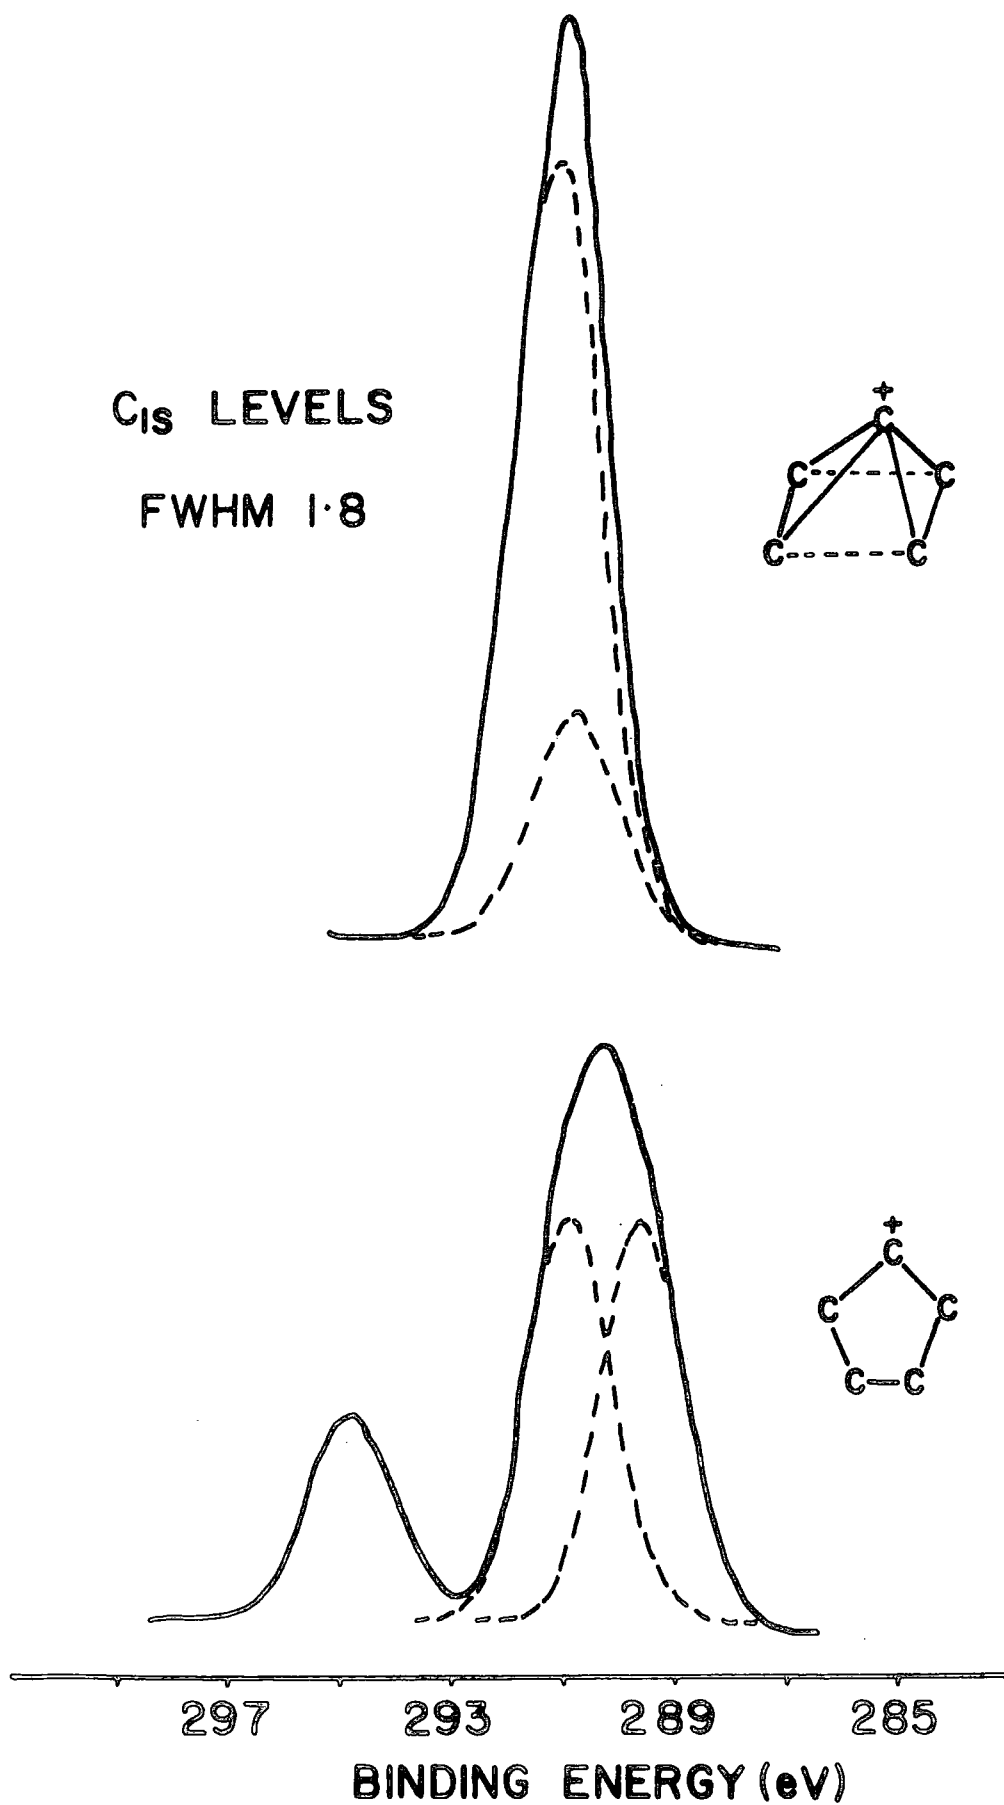 C1S LEVELS
FWHM 1·8
+
C
C C
C C
+
C
C C
C C
297 293 289 285
BINDING ENERGY (eV)